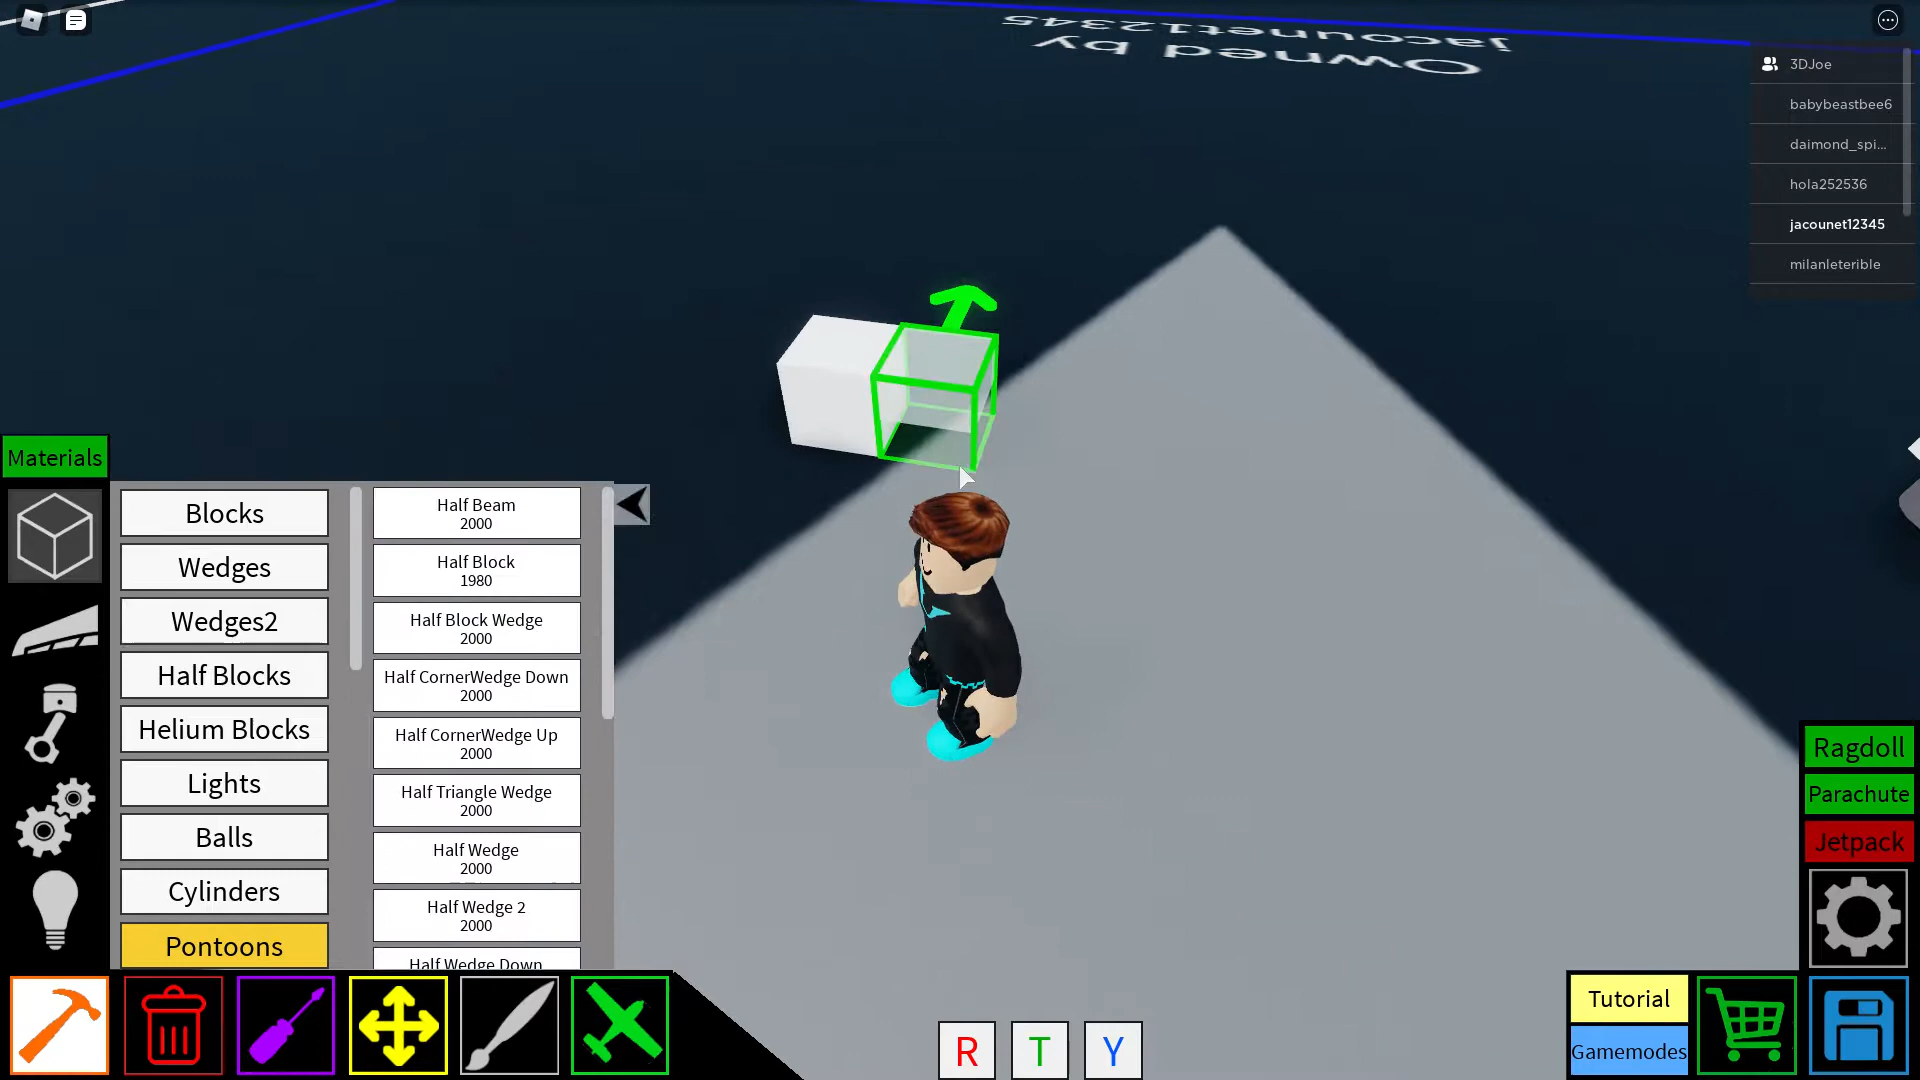 Owned by
jacounet12345
3DJoe
babybeastbee6
daimond_spi...
hola252536
jacounet12345
milanleterible
Materials
Blocks
Wedges
Wedges2
Half Blocks
Helium Blocks
Lights
Balls
Cylinders
Pontoons
Half Beam
2000
Half Block
1980
Half Block Wedge
2000
Half CornerWedge Down
2000
Half CornerWedge Up
2000
Half Triangle Wedge
2000
Half Wedge
2000
Half Wedge 2
2000
Half Wedge Down
Ragdoll
Parachute
Jetpack
Tutorial
Gamemodes
R T Y